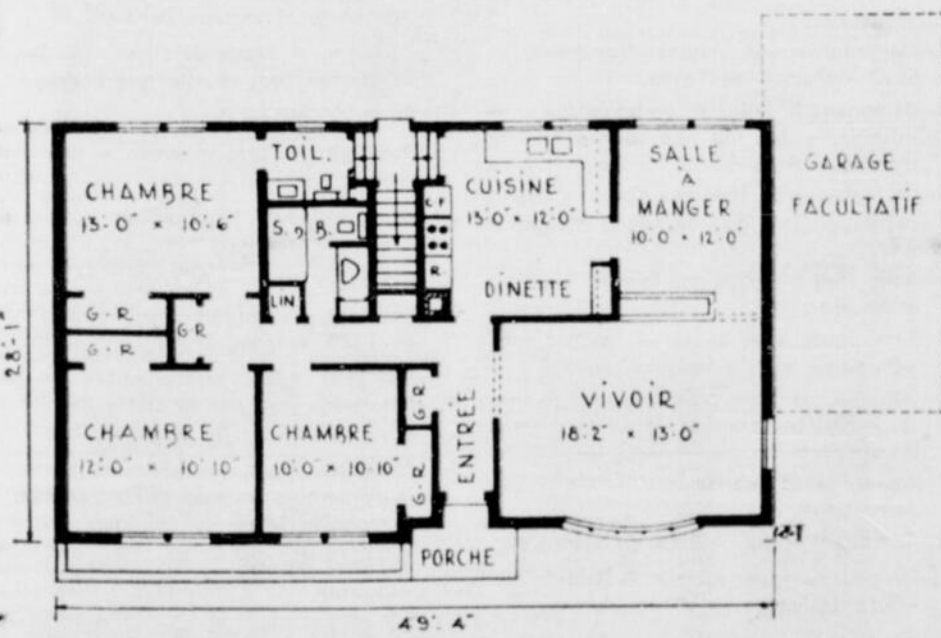 TOIL.
CHAMBRE
13'-0" × 10'-6"
S. D. B.
LIN
G-R
G-R
G-R
CUISINE
13'-0" × 12'-0"
C.F.
R.
DINETTE
SALLE
A
MANGER
10'-0 × 12'-0"
GARAGE
FACULTATIF
28'-1"
CHAMBRE
12'-0" × 10'10"
CHAMBRE
10'-0" × 10-10"
G-R
G-R
ENTRÉE
VIVOIR
18'-2" × 13'-0"
PORCHE
49'-4"